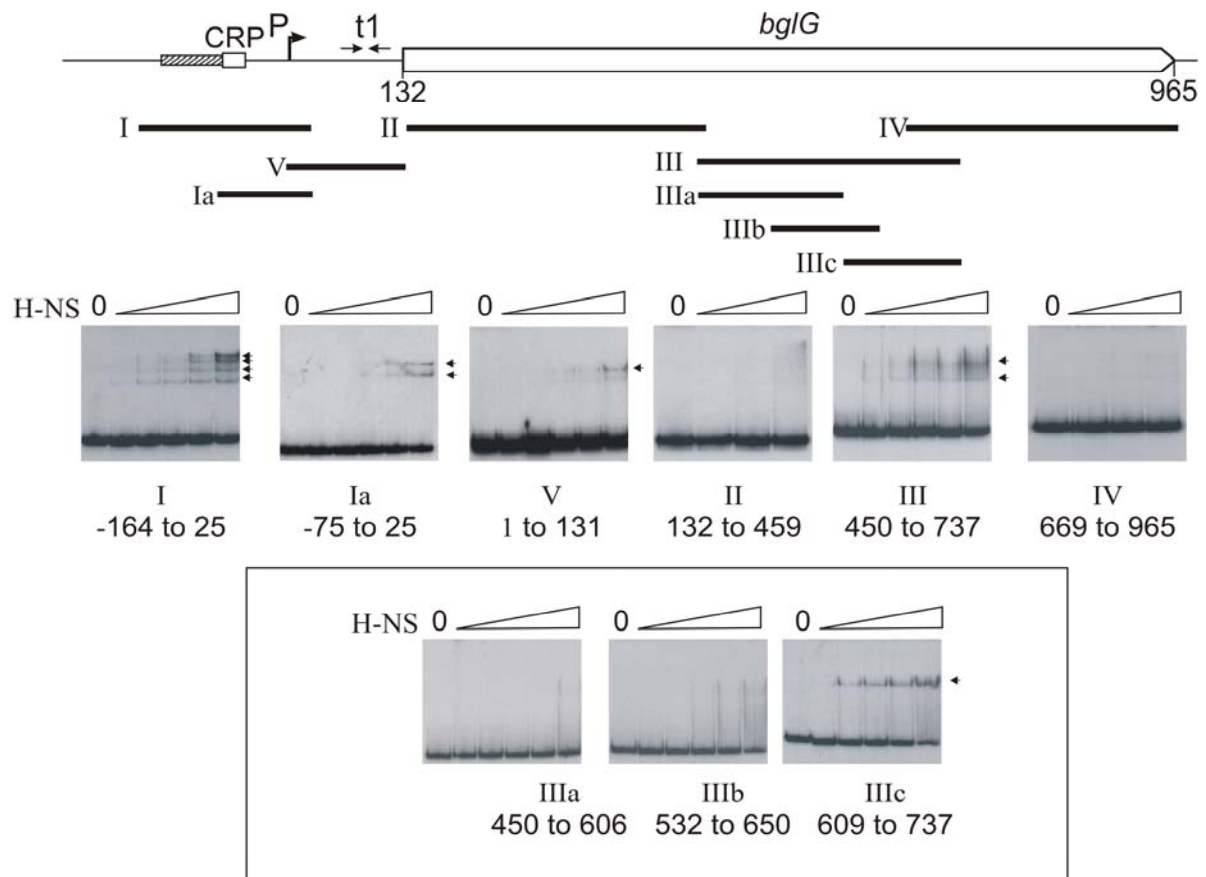 CRP P t1 bglG
132 965
I II IV
V III
Ia IIIa
IIIb
IIIc
H-NS 0 0 0 0 0 0
I Ia V II III IV
-164 to 25 -75 to 25 1 to 131 132 to 459 450 to 737 669 to 965
H-NS 0 0 0
IIIa IIIb IIIc
450 to 606 532 to 650 609 to 737